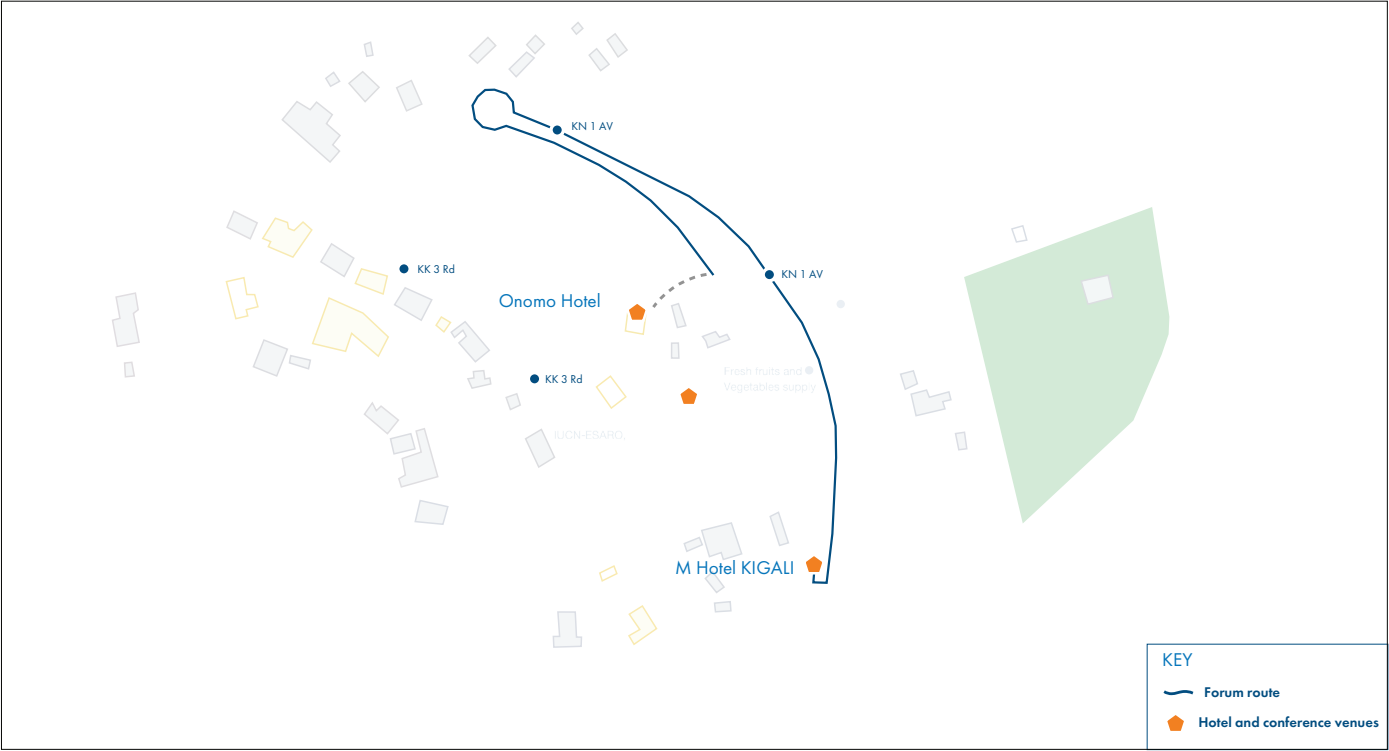 KN 1 AV
KK 3 Rd
KN 1 AV
Onomo Hotel
Fresh fruits and
Vegetables supply
KK 3 Rd
IUCN-ESARO,
M Hotel KIGALI
KEY
Forum route
Hotel and conference venues